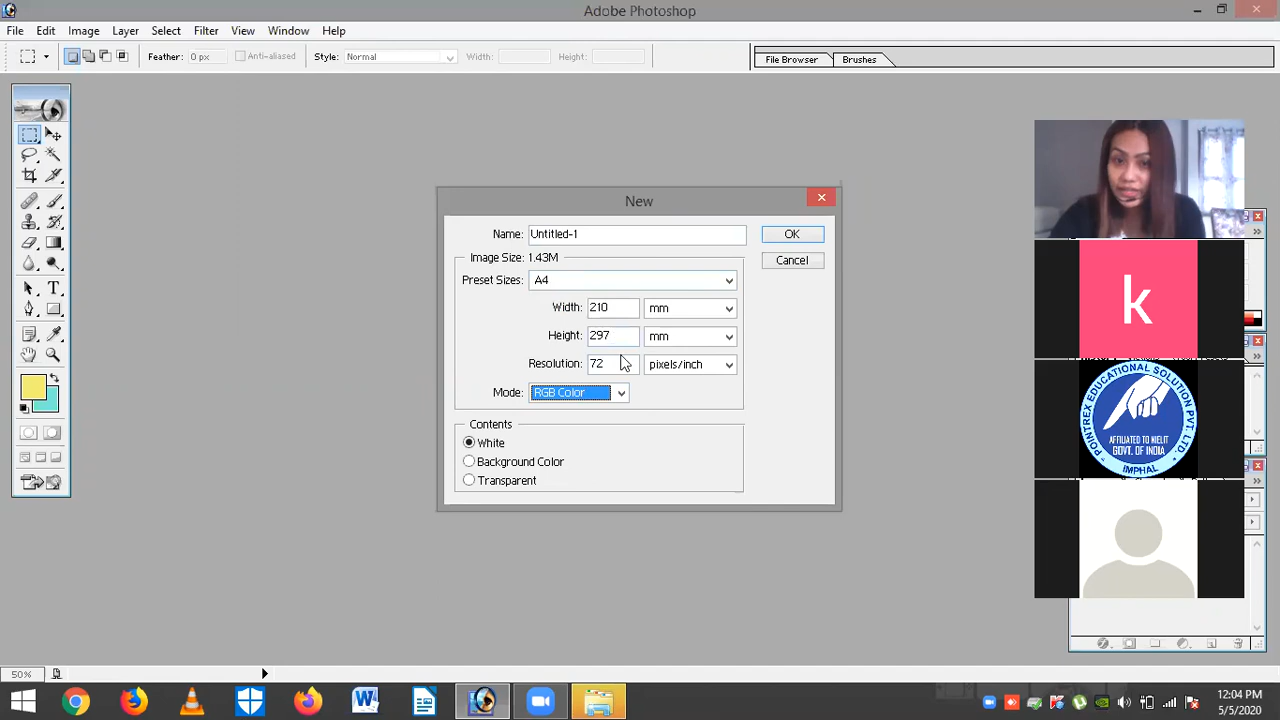 Adobe Photoshop
File Edit Image Layer Select Filter View Window Help
Feather: 0 px Anti-aliased Style: Normal Width: Height: File Browser Brushes
New
Name: Untitled-1 OK
Image Size: 1.43M
Cancel
Preset Sizes: A4
Width: 210 mm
Height: 297 mm
Resolution: 72 pixels/inch
Mode: RGB Color
Contents
White
Background Color
Transparent
k
POINTREX EDUCATIONAL SOLUTION PVT. LTD.
AFFILIATED TO NIELIT
GOVT. OF INDIA
IMPHAL
50%
12:04 PM
5/5/2020